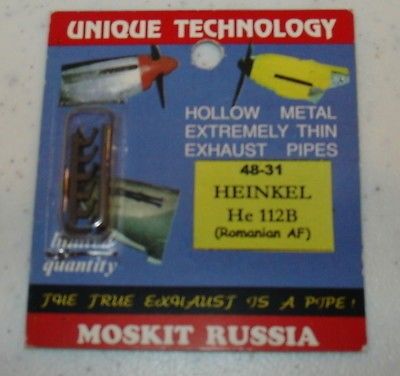 UNIQUE TECHNOLOGY
HOLLOW METAL
EXTREMELY THIN
EXHAUST PIPES
48-31
HEINKEL
He 112B
(Romanian AF)
limited
quantity
THE TRUE EXHAUST IS A PIPE!
MOSKIT RUSSIA